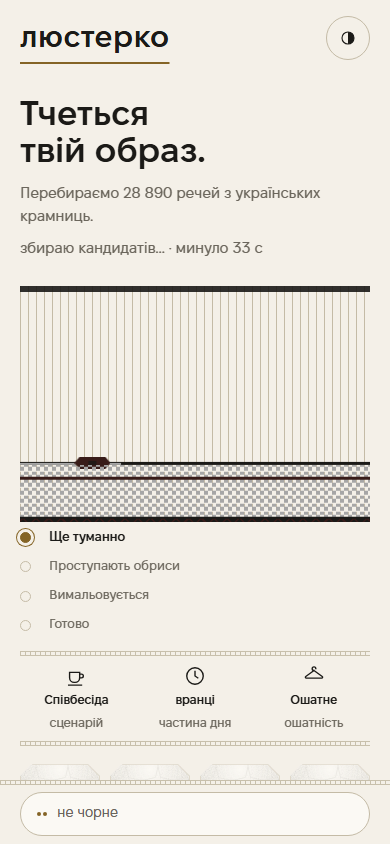 люстерко
Тчеться
твій образ.
Перебираємо 28 890 речей з українських
крамниць.
збираю кандидатів... · минуло 33 с
Ще туманно
Проступають обриси
Вимальовується
Готово
Співбесіда
сценарій
вранці
частина дня
Ошатне
ошатність
не чорне